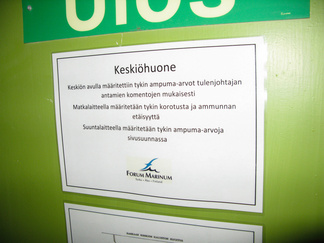 ULOS
Keskiöhuone
Keskiön avulla määritettiin tykin ampuma-arvot tulenjohtajan
antamien komentojen mukaisesti
Matkalaitteella määritetään tykin korotusta ja ammunnan
etäisyyttä
Suuntalaitteella määritetään tykin ampuma-arvoja
sivusuunnassa
FORUM MARINUM